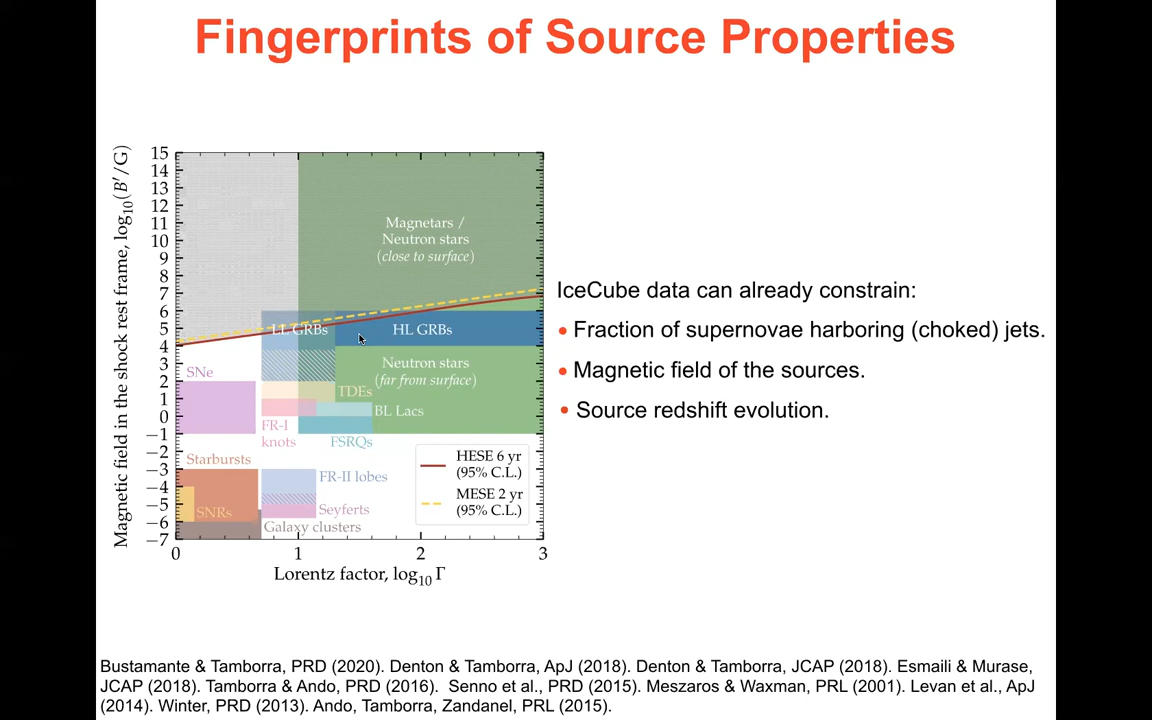 Fingerprints of Source Properties
Magnetic field in the shock rest frame, log10(B′/G)
15
14
13
12
11
10
9
8
7
6
5
4
3
2
1
0
−1
−2
−3
−4
−5
−6
−7
Magnetars /
Neutron stars
(close to surface)
LL GRBs
HL GRBs
Neutron stars
(far from surface)
SNe
TDEs
BL Lacs
FR-I
knots
FSRQs
Starbursts
FR-II lobes
SNRs
Seyferts
Galaxy clusters
HESE 6 yr
(95% C.L.)
MESE 2 yr
(95% C.L.)
0 1 2 3
Lorentz factor, log10 Γ
IceCube data can already constrain:
• Fraction of supernovae harboring (choked) jets.
• Magnetic field of the sources.
• Source redshift evolution.
Bustamante & Tamborra, PRD (2020). Denton & Tamborra, ApJ (2018). Denton & Tamborra, JCAP (2018). Esmaili & Murase,
JCAP (2018). Tamborra & Ando, PRD (2016). Senno et al., PRD (2015). Meszaros & Waxman, PRL (2001). Levan et al., ApJ
(2014). Winter, PRD (2013). Ando, Tamborra, Zandanel, PRL (2015).